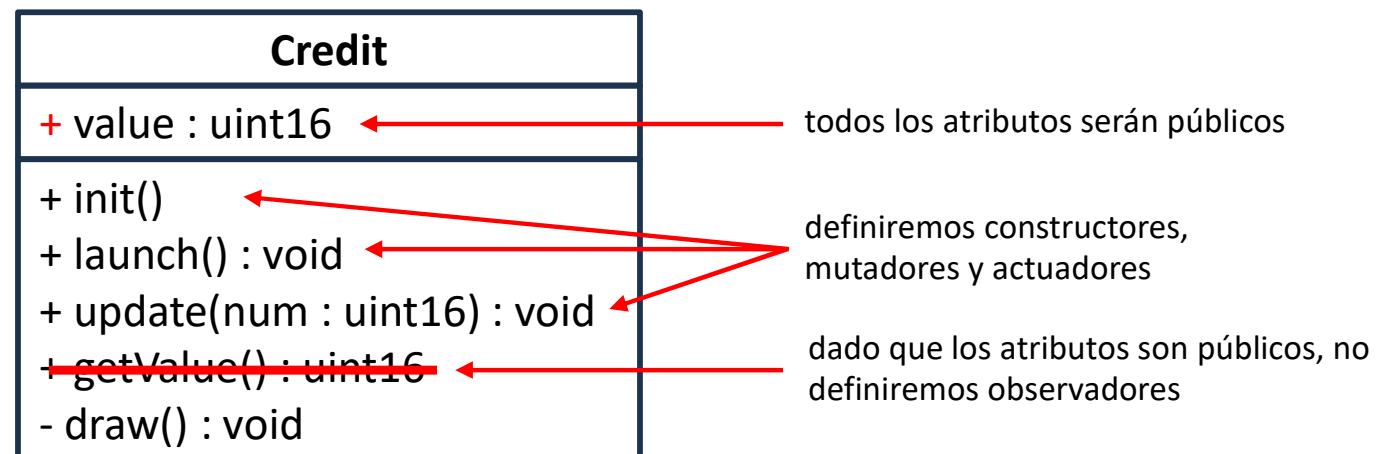 Credit
+ value : uint16
todos los atributos serán públicos
+ init()
+ launch() : void
+ update(num : uint16) : void
+ getValue() : uint16
- draw() : void
definiremos constructores,
mutadores y actuadores
dado que los atributos son públicos, no
definiremos observadores